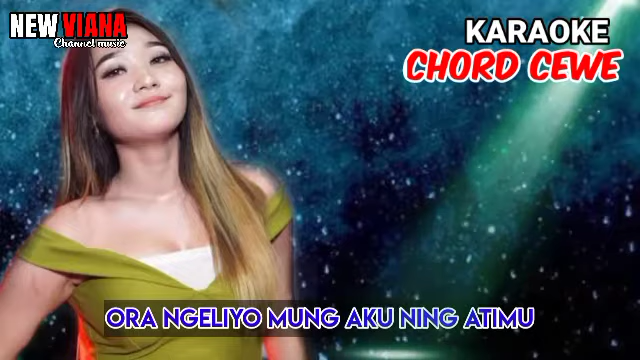 NEW VIANA
Channel music
KARAOKE
CHORD CEWE
ORA NGELIYO MUNG AKU NING ATIMU